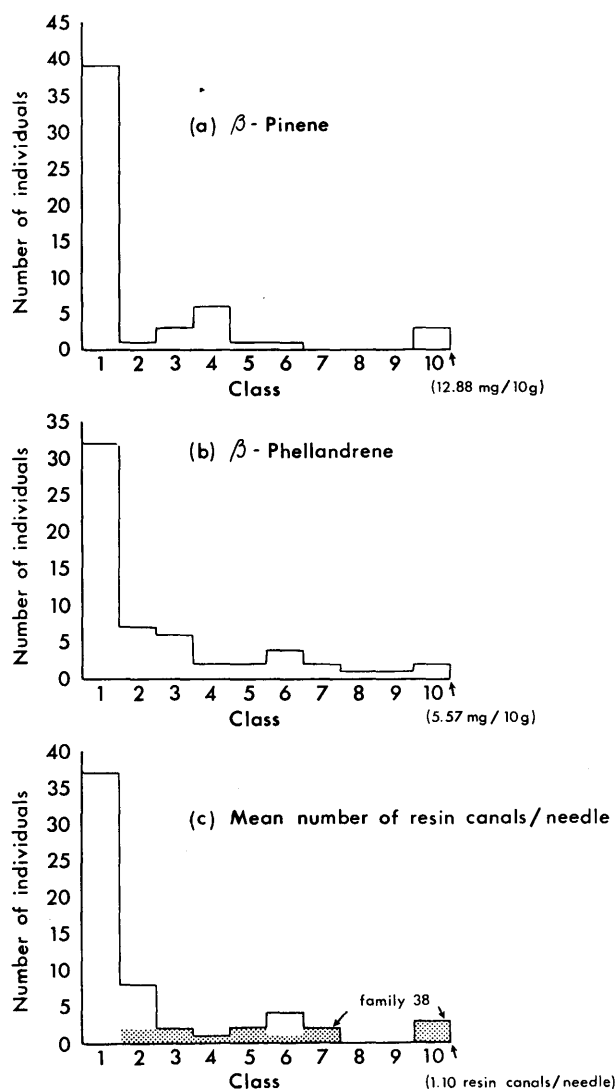 45
40
35
30
25
20
15
10
5
0
Number of individuals
(a) β - Pinene
1 2 3 4 5 6 7 8 9 10
Class
(12.88 mg/10g)
35
30
25
20
15
10
5
0
Number of individuals
(b) β - Phellandrene
1 2 3 4 5 6 7 8 9 10
Class
(5.57 mg/10g)
40
35
30
25
20
15
10
5
0
Number of individuals
(c) Mean number of resin canals/needle
family 38
1 2 3 4 5 6 7 8 9 10
Class
(1.10 resin canals/needle)